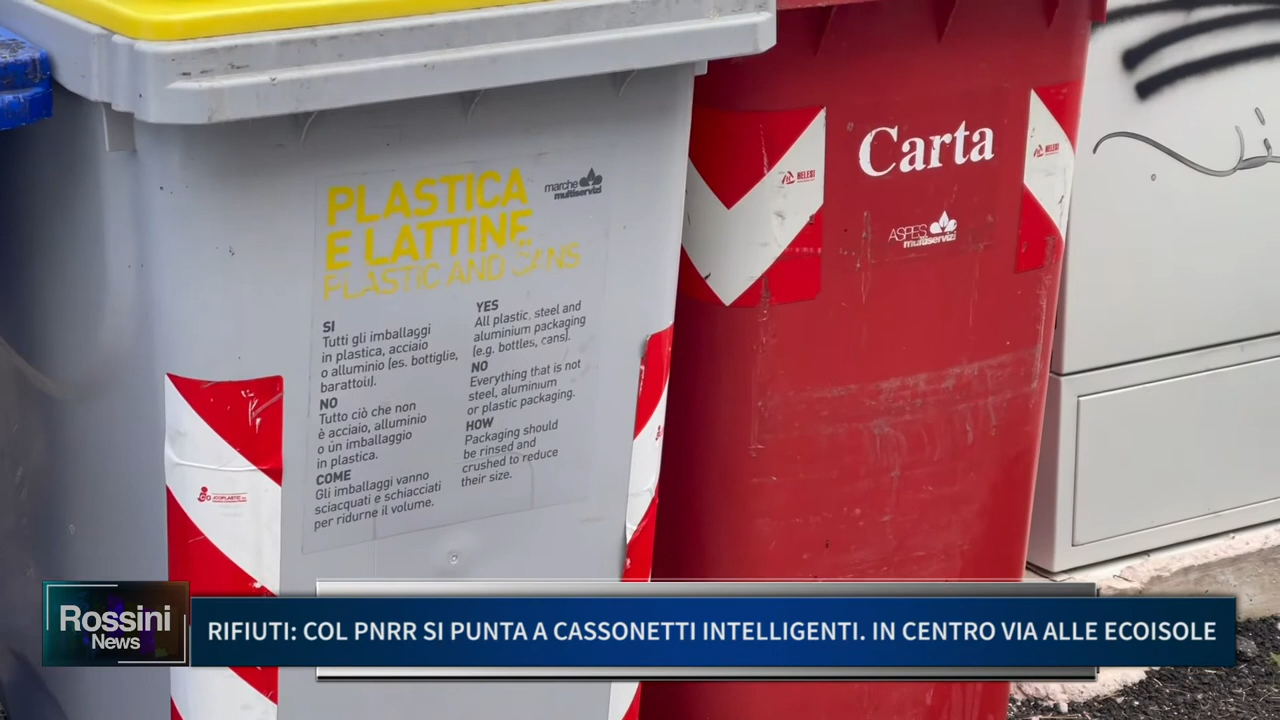 PLASTICA
E LATTINE
PLASTIC AND CANS
marche
multiservizi
SI
Tutti gli imballaggi
in plastica, acciaio
o alluminio (es. bottiglie,
barattoli).
NO
Tutto ciò che non
è acciaio, alluminio
o un imballaggio
in plastica.
COME
Gli imballaggi vanno
sciacquati e schiacciati
per ridurne il volume.
YES
All plastic, steel and
aluminium packaging
(e.g. bottles, cans).
NO
Everything that is not
steel, aluminium
or plastic packaging.
HOW
Packaging should
be rinsed and
crushed to reduce
their size.
JCOPLASTIC
NELESI
Carta
NELESI
ASPES
multiservizi
Rossini
News
RIFIUTI: COL PNRR SI PUNTA A CASSONETTI INTELLIGENTI. IN CENTRO VIA ALLE ECOISOLE